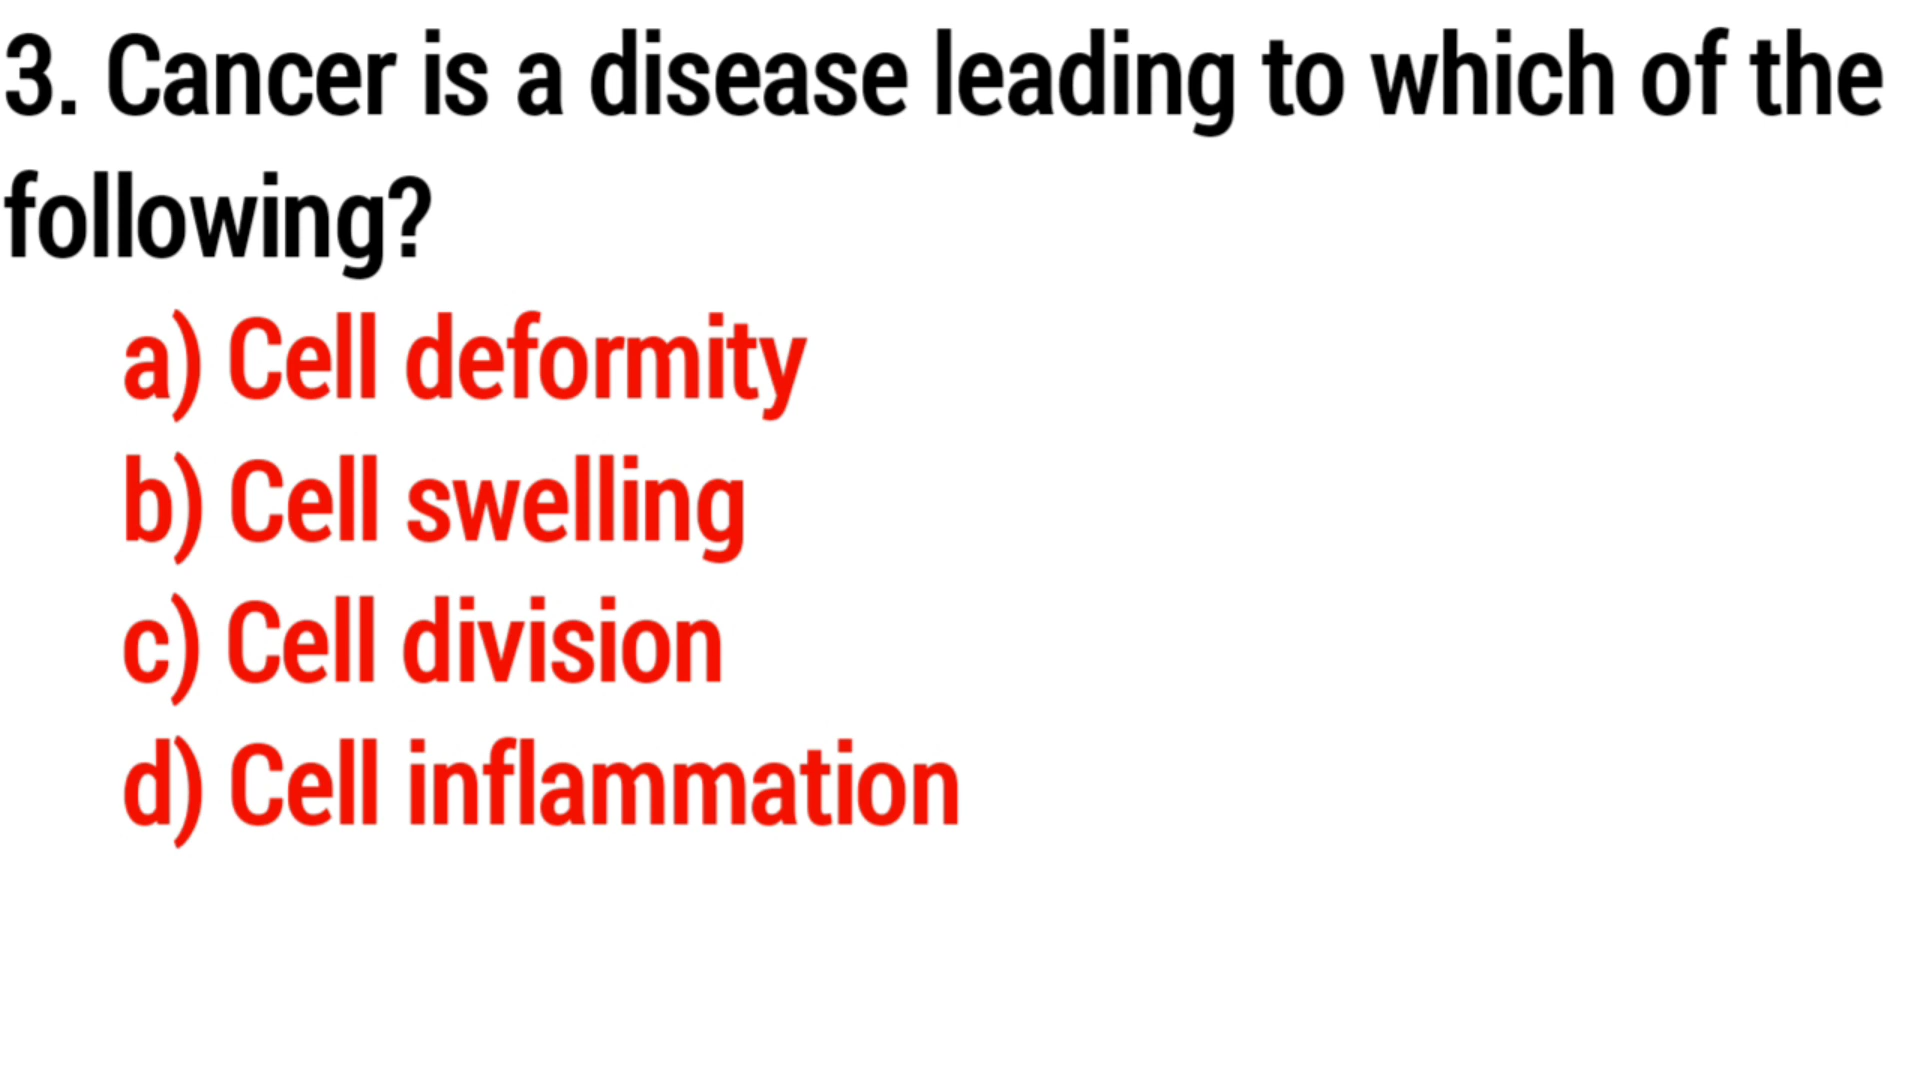 3. Cancer is a disease leading to which of the
following?
a) Cell deformity
b) Cell swelling
c) Cell division
d) Cell inflammation